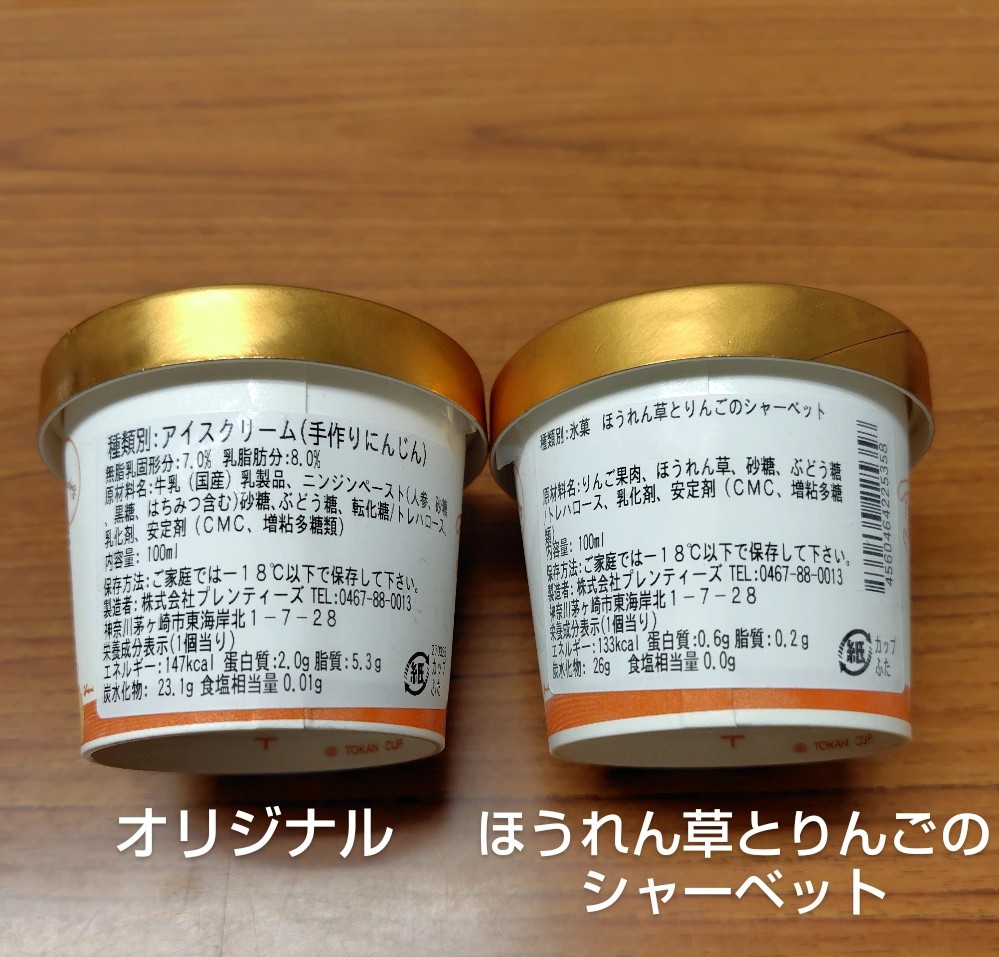 種類別:アイスクリーム(手作りにんじん)
無脂乳固形分:7.0% 乳脂肪分:8.0%
原材料名:牛乳(国産)乳製品、ニンジンペースト(人参、砂糖
、黒糖、はちみつ含む)砂糖、ぶどう糖、転化糖/トレハロース、
乳化剤、安定剤(CMC、増粘多糖類)
内容量: 100ml
保存方法:ご家庭では-18℃以下で保存して下さい。
製造者:株式会社プレンティーズ TEL:0467-88-0013
神奈川茅ヶ崎市東海岸北1-7-28
栄養成分表示(1個当り)
エネルギー:147kcal 蛋白質:2.0g 脂質:5.3g
炭水化物: 23.1g 食塩相当量 0.01g
紙
カップ
ふた
TOKAN CUP
種類別:氷菓 ほうれん草とりんごのシャーベット
原材料名:りんご果肉、ほうれん草、砂糖、ぶどう糖
/トレハロース、乳化剤、安定剤(CMC、増粘多糖
類)
内容量: 100ml
保存方法:ご家庭では-18℃以下で保存して下さい。
製造者:株式会社プレンティーズ TEL:0467-88-0013
神奈川茅ヶ崎市東海岸北1-7-28
栄養成分表示(1個当り)
エネルギー:133kcal 蛋白質:0.6g 脂質:0.2g
炭水化物: 26g 食塩相当量 0.0g
4560464225358
紙
カップ
ふた
TOKAN CUP
オリジナル
ほうれん草とりんごの
シャーベット